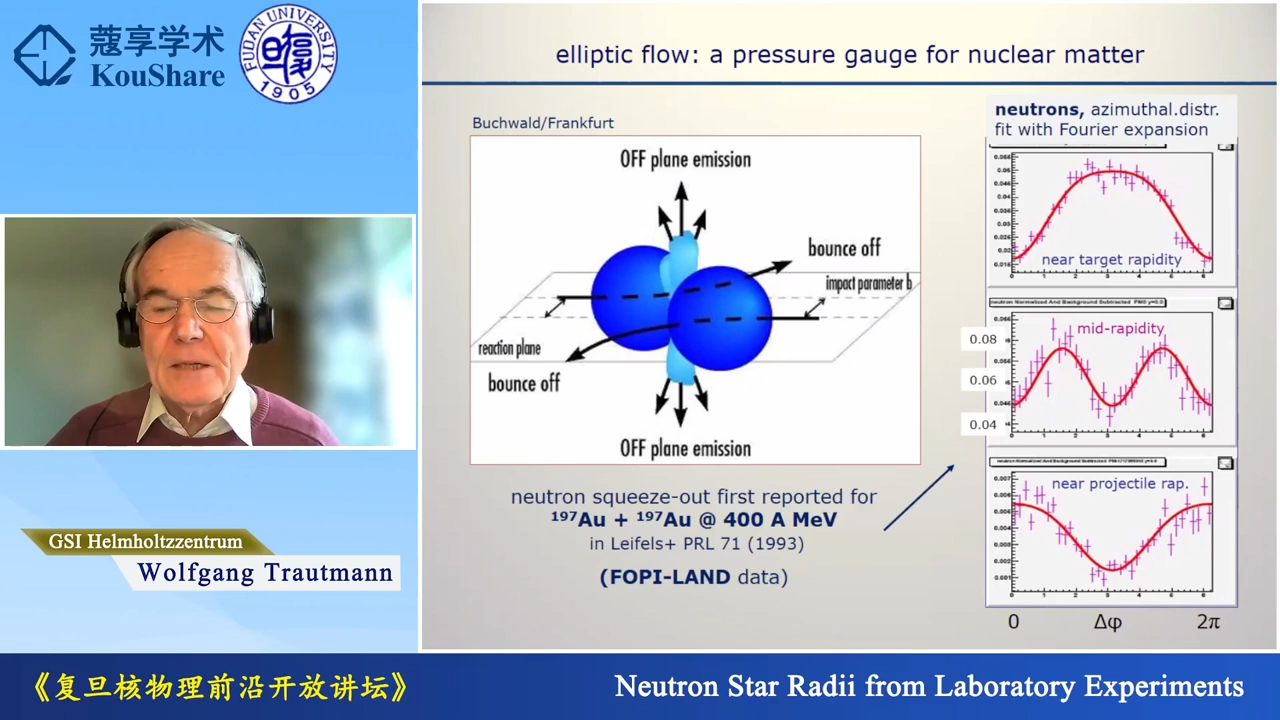 蔻享学术
KouShare
FUDAN UNIVERSITY
1905
elliptic flow: a pressure gauge for nuclear matter
Buchwald/Frankfurt
OFF plane emission
bounce off
impact parameter b
reaction plane
bounce off
OFF plane emission
neutron squeeze-out first reported for
¹⁹⁷Au + ¹⁹⁷Au @ 400 A MeV
in Leifels+ PRL 71 (1993)
(FOPI-LAND data)
neutrons, azimuthal.distr.
fit with Fourier expansion
near target rapidity
mid-rapidity
0.08
0.06
0.04
near projectile rap.
0 Δφ 2π
GSI Helmholtzzentrum
Wolfgang Trautmann
《复旦核物理前沿开放讲坛》
Neutron Star Radii from Laboratory Experiments